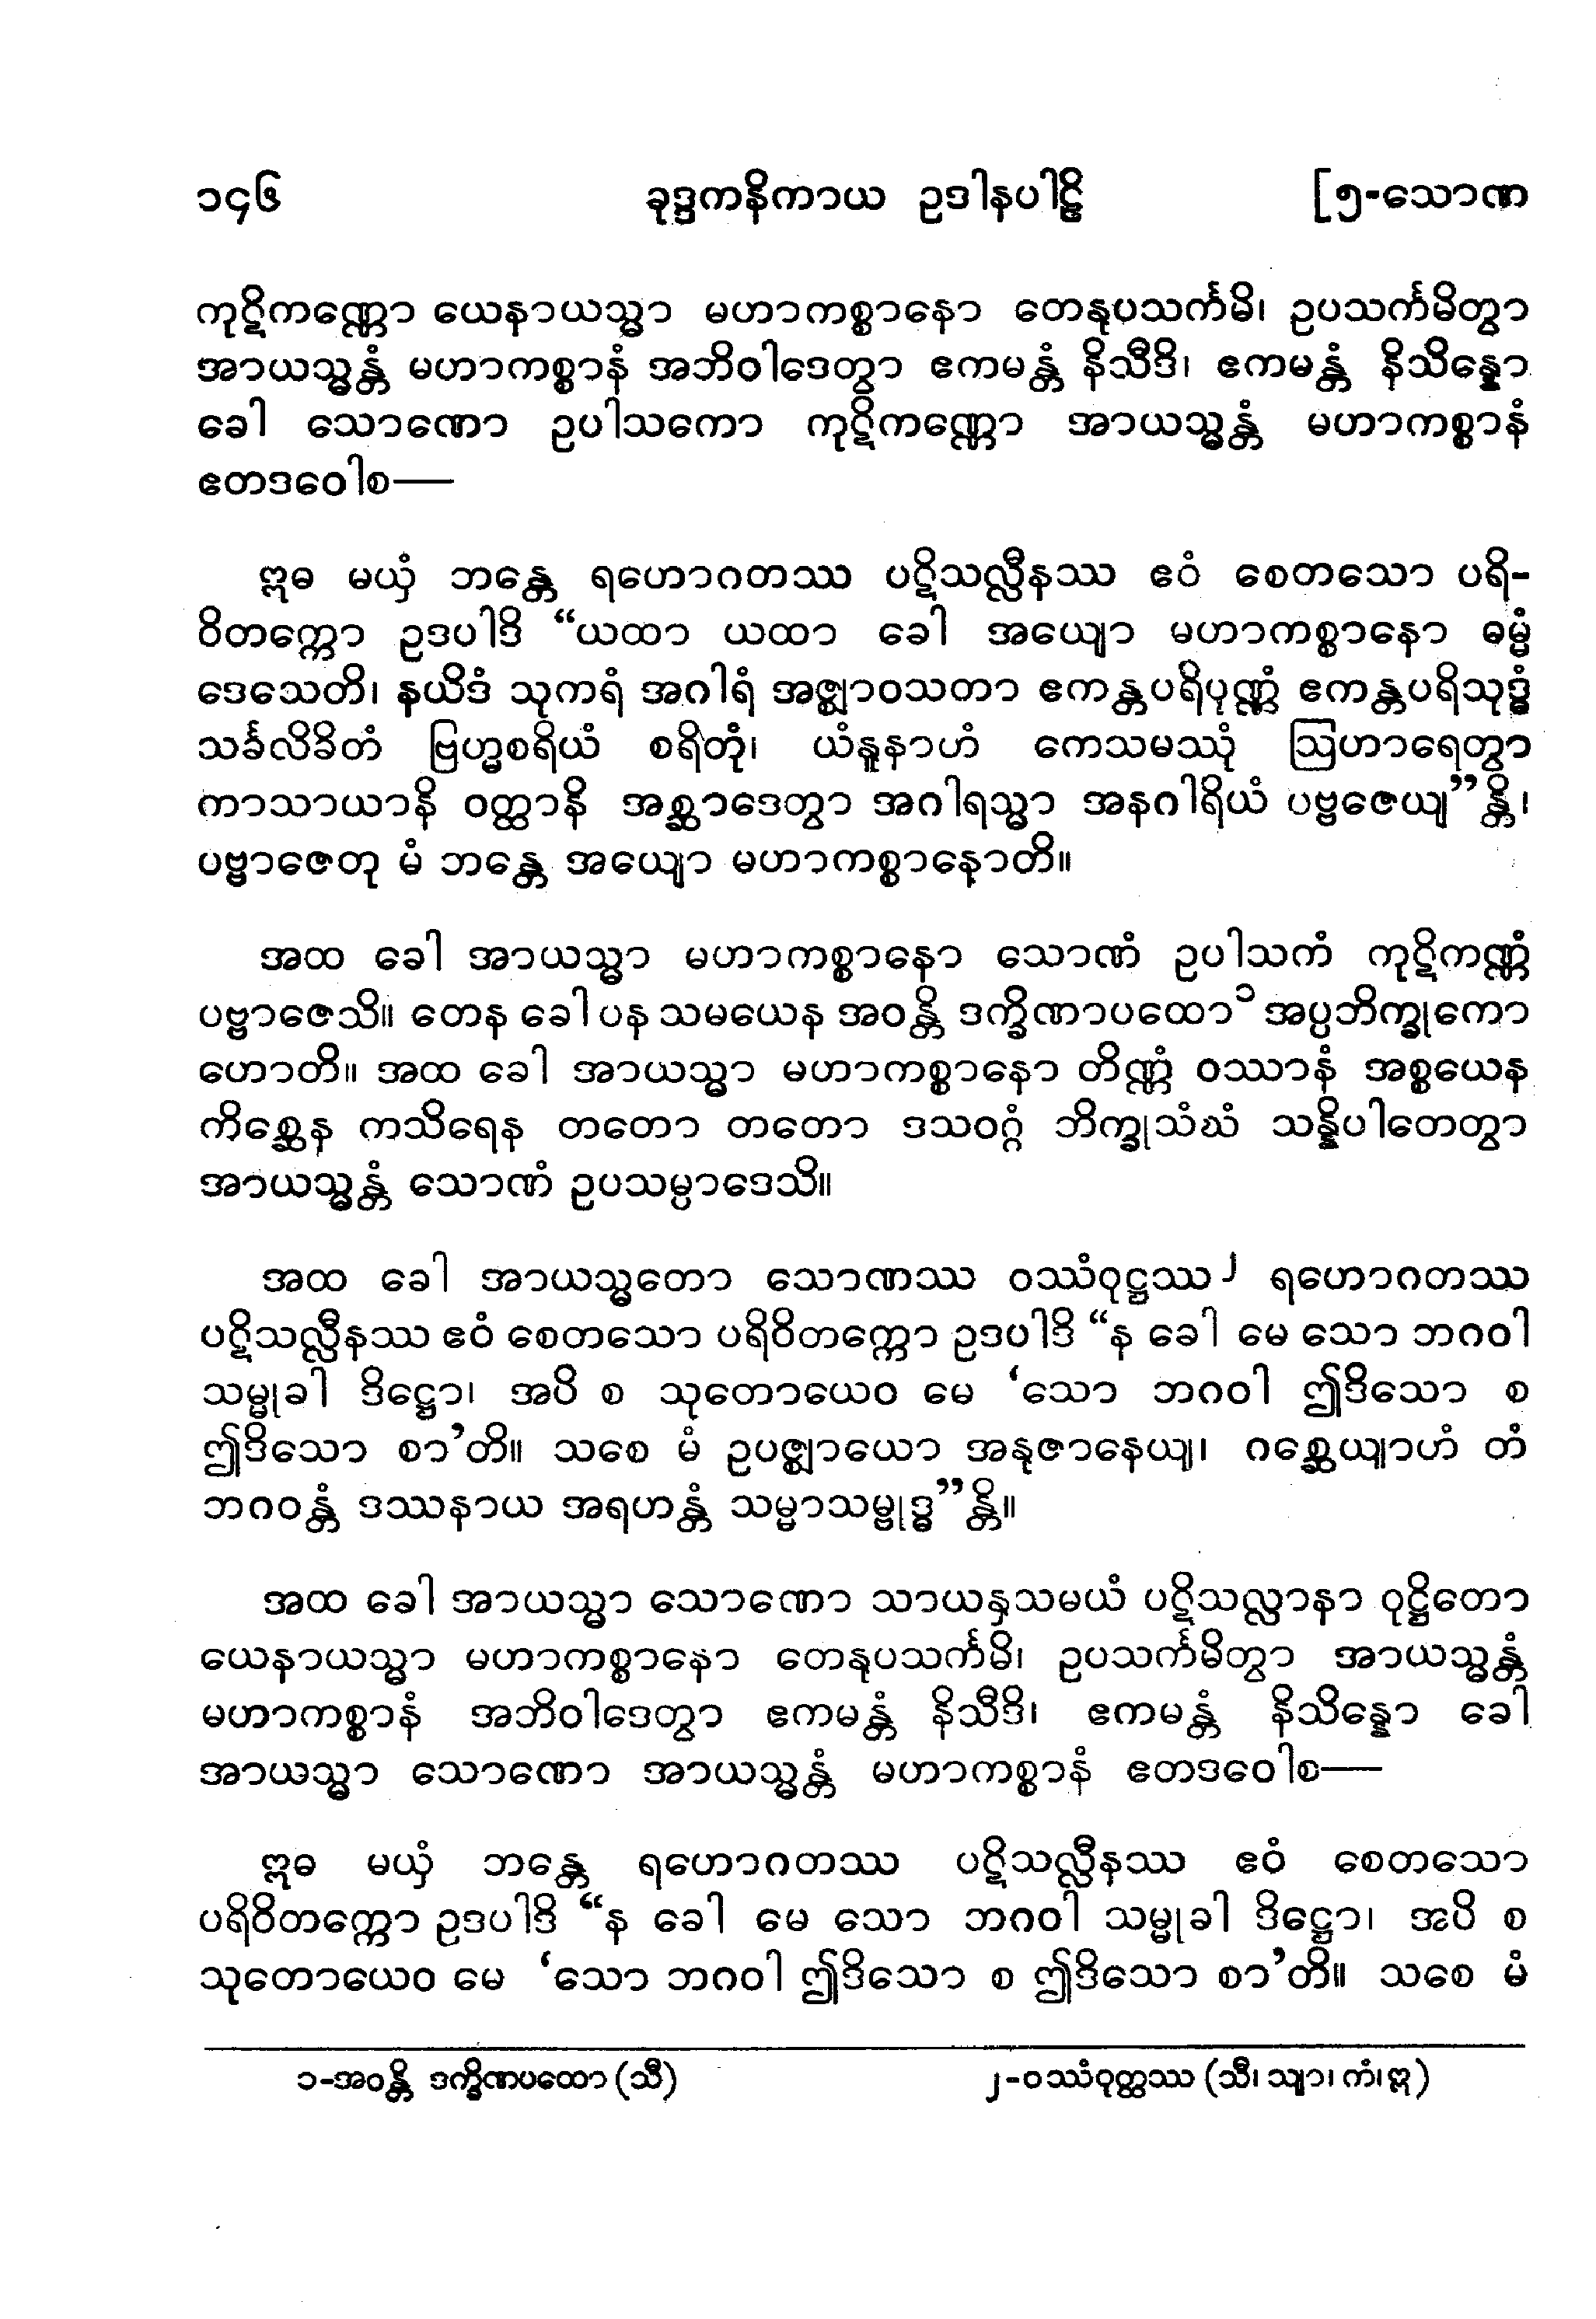 ၁၄၆ ခုဒ္ဒကနိကာယ ဥဒါနပါဠိ [၅-သောဏ
ကုဋိကဏ္ဏော ယေနာယသ္မာ မဟာကစ္စာနော တေနုပသင်္ကမိ၊ ဥပသင်္ကမိတွာ
အာယသ္မန္တံ မဟာကစ္စာနံ အဘိဝါဒေတွာ ဧကမန္တံ နိသီဒိ၊ ဧကမန္တံ နိသိန္နော
ခေါ သောဏော ဥပါသကော ကုဋိကဏ္ဏော အာယသ္မန္တံ မဟာကစ္စာနံ
ဧတဒဝေါစ—
ဣဓ မယှံ ဘန္တေ ရဟောဂတဿ ပဋိသလ္လီနဿ ဧဝံ စေတသော ပရိ-
ဝိတက္ကော ဥဒပါဒိ “ယထာ ယထာ ခေါ အယျော မဟာကစ္စာနော ဓမ္မံ
ဒေသေတိ၊ နယိဒံ သုကရံ အဂါရံ အဇ္ဈာဝသတာ ဧကန္တပရိပုဏ္ဏံ ဧကန္တပရိသုဒ္ဓံ
သင်္ခလိခိတံ ဗြဟ္မစရိယံ စရိတုံ၊ ယံနူနာဟံ ကေသမဿုံ ဩဟာရေတွာ
ကာသာယာနိ ဝတ္ထာနိ အစ္ဆာဒေတွာ အဂါရသ္မာ အနဂါရိယံ ပဗ္ဗဇေယျ”န္တိ၊
ပဗ္ဗာဇေတု မံ ဘန္တေ အယျော မဟာကစ္စာနောတိ။
အထ ခေါ အာယသ္မာ မဟာကစ္စာနော သောဏံ ဥပါသကံ ကုဋိကဏ္ဏံ
ပဗ္ဗာဇေသိ။ တေန ခေါ ပန သမယေန အဝန္တိ ဒက္ခိဏာပထော၁ အပ္ပဘိက္ခုကော
ဟောတိ။ အထ ခေါ အာယသ္မာ မဟာကစ္စာနော တိဏ္ဏံ ဝဿာနံ အစ္စယေန
ကိစ္ဆေန ကသိရေန တတော တတော ဒသဝဂ္ဂံ ဘိက္ခုသံဃံ သန္နိပါတေတွာ
အာယသ္မန္တံ သောဏံ ဥပသမ္ပာဒေသိ။
အထ ခေါ အာယသ္မတော သောဏဿ ဝဿံဝုဋ္ဌဿ၂ ရဟောဂတဿ
ပဋိသလ္လီနဿ ဧဝံ စေတသော ပရိဝိတက္ကော ဥဒပါဒိ “န ခေါ မေ သော ဘဂဝါ
သမ္မုခါ ဒိဋ္ဌော၊ အပိ စ သုတောယေဝ မေ ‘သော ဘဂဝါ ဤဒိသော စ
ဤဒိသော စာ’တိ။ သစေ မံ ဥပဇ္ဈာယော အနုဇာနေယျ၊ ဂစ္ဆေယျာဟံ တံ
ဘဂဝန္တံ ဒဿနာယ အရဟန္တံ သမ္မာသမ္ဗုဒ္ဓ”န္တိ။
အထ ခေါ အာယသ္မာ သောဏော သာယနှသမယံ ပဋိသလ္လာနာ ဝုဋ္ဌိတော
ယေနာယသ္မာ မဟာကစ္စာနော တေနုပသင်္ကမိ၊ ဥပသင်္ကမိတွာ အာယသ္မန္တံ
မဟာကစ္စာနံ အဘိဝါဒေတွာ ဧကမန္တံ နိသီဒိ၊ ဧကမန္တံ နိသိန္နော ခေါ
အာယသ္မာ သောဏော အာယသ္မန္တံ မဟာကစ္စာနံ ဧတဒဝေါစ—
ဣဓ မယှံ ဘန္တေ ရဟောဂတဿ ပဋိသလ္လီနဿ ဧဝံ စေတသော
ပရိဝိတက္ကော ဥဒပါဒိ “န ခေါ မေ သော ဘဂဝါ သမ္မုခါ ဒိဋ္ဌော၊ အပိ စ
သုတောယေဝ မေ ‘သော ဘဂဝါ ဤဒိသော စ ဤဒိသော စာ’တိ။ သစေ မံ
၁-အဝန္တိ ဒက္ခိဏပထော (သီ) ၂-ဝဿံဝုတ္ထဿ (သီ၊ သျာ၊ ကံ၊ ဣ)